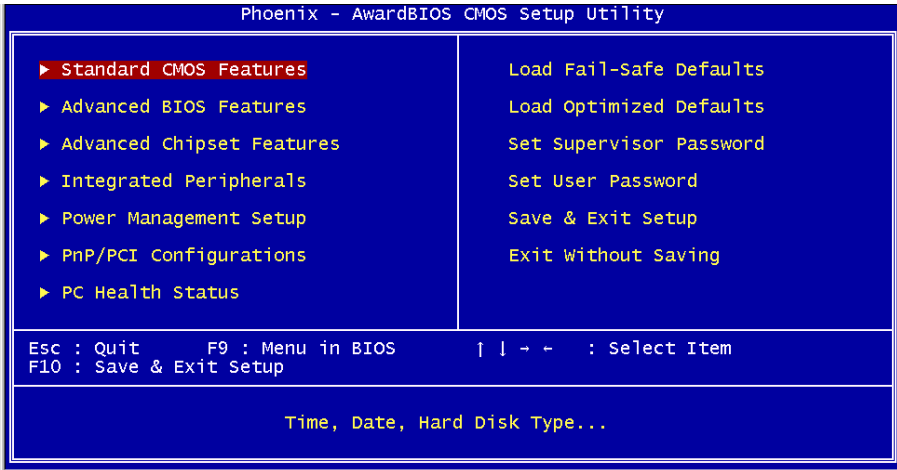 Phoenix - AwardBIOS CMOS Setup Utility
▶ Standard CMOS Features
▶ Advanced BIOS Features
▶ Advanced Chipset Features
▶ Integrated Peripherals
▶ Power Management Setup
▶ PnP/PCI Configurations
▶ PC Health Status
Load Fail-Safe Defaults
Load Optimized Defaults
Set Supervisor Password
Set User Password
Save & Exit Setup
Exit Without Saving
Esc : Quit F9 : Menu in BIOS ↑ ↓ → ← : Select Item
F10 : Save & Exit Setup
Time, Date, Hard Disk Type...